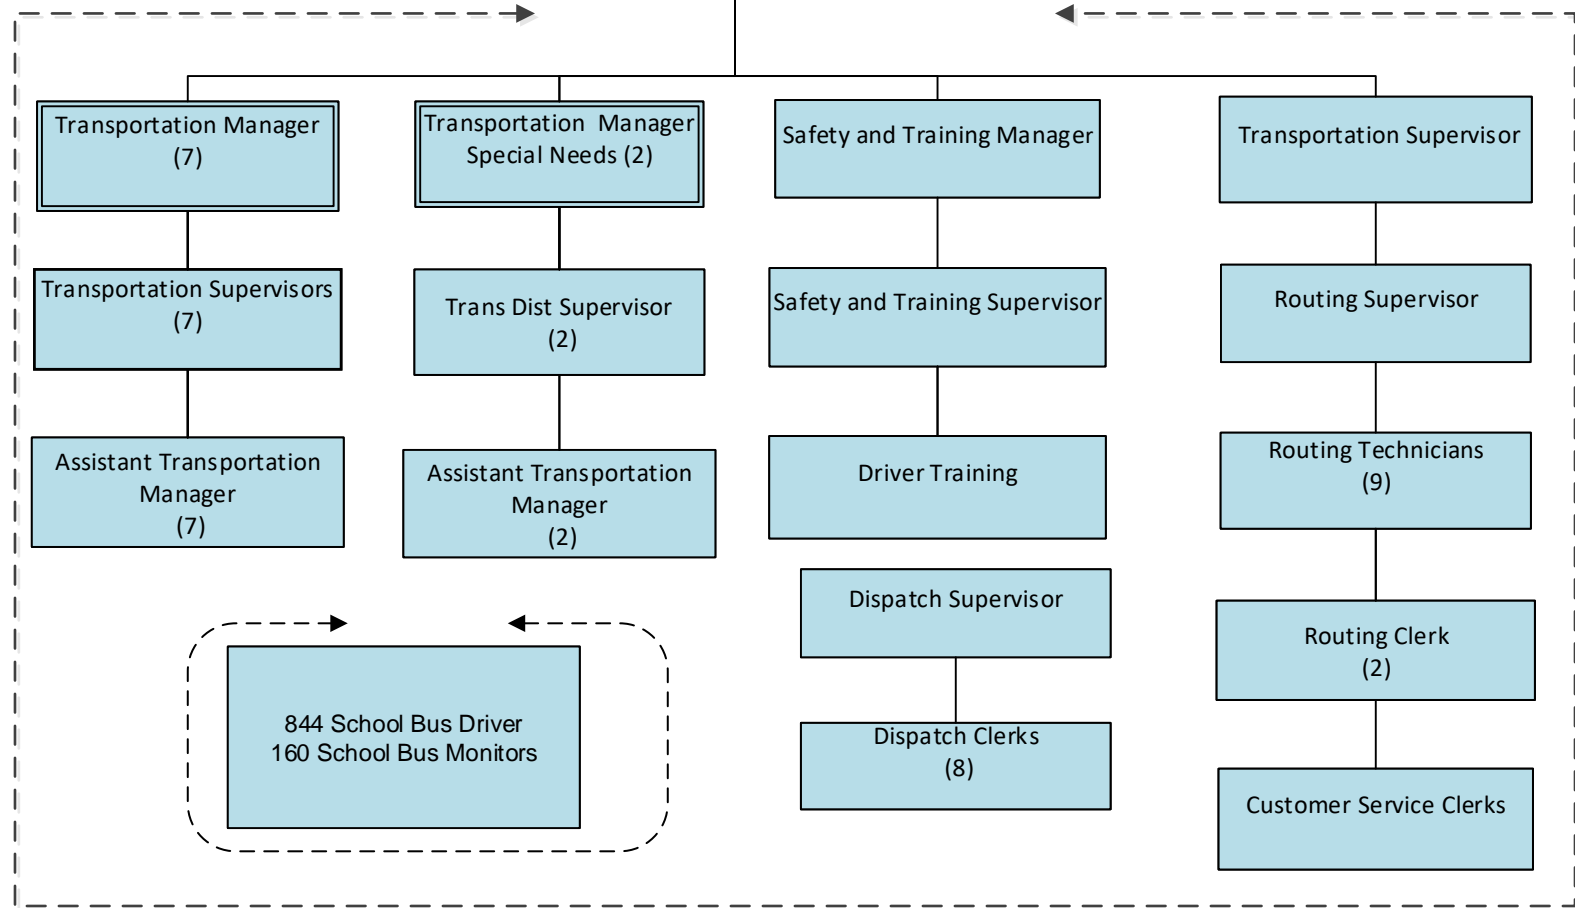 Transportation Manager
(7)
Transportation Manager
Special Needs (2)
Safety and Training Manager
Transportation Supervisor
Transportation Supervisors
(7)
Trans Dist Supervisor
(2)
Safety and Training Supervisor
Routing Supervisor
Assistant Transportation
Manager
(7)
Assistant Transportation
Manager
(2)
Driver Training
Routing Technicians
(9)
Dispatch Supervisor
Routing Clerk
(2)
844 School Bus Driver
160 School Bus Monitors
Dispatch Clerks
(8)
Customer Service Clerks